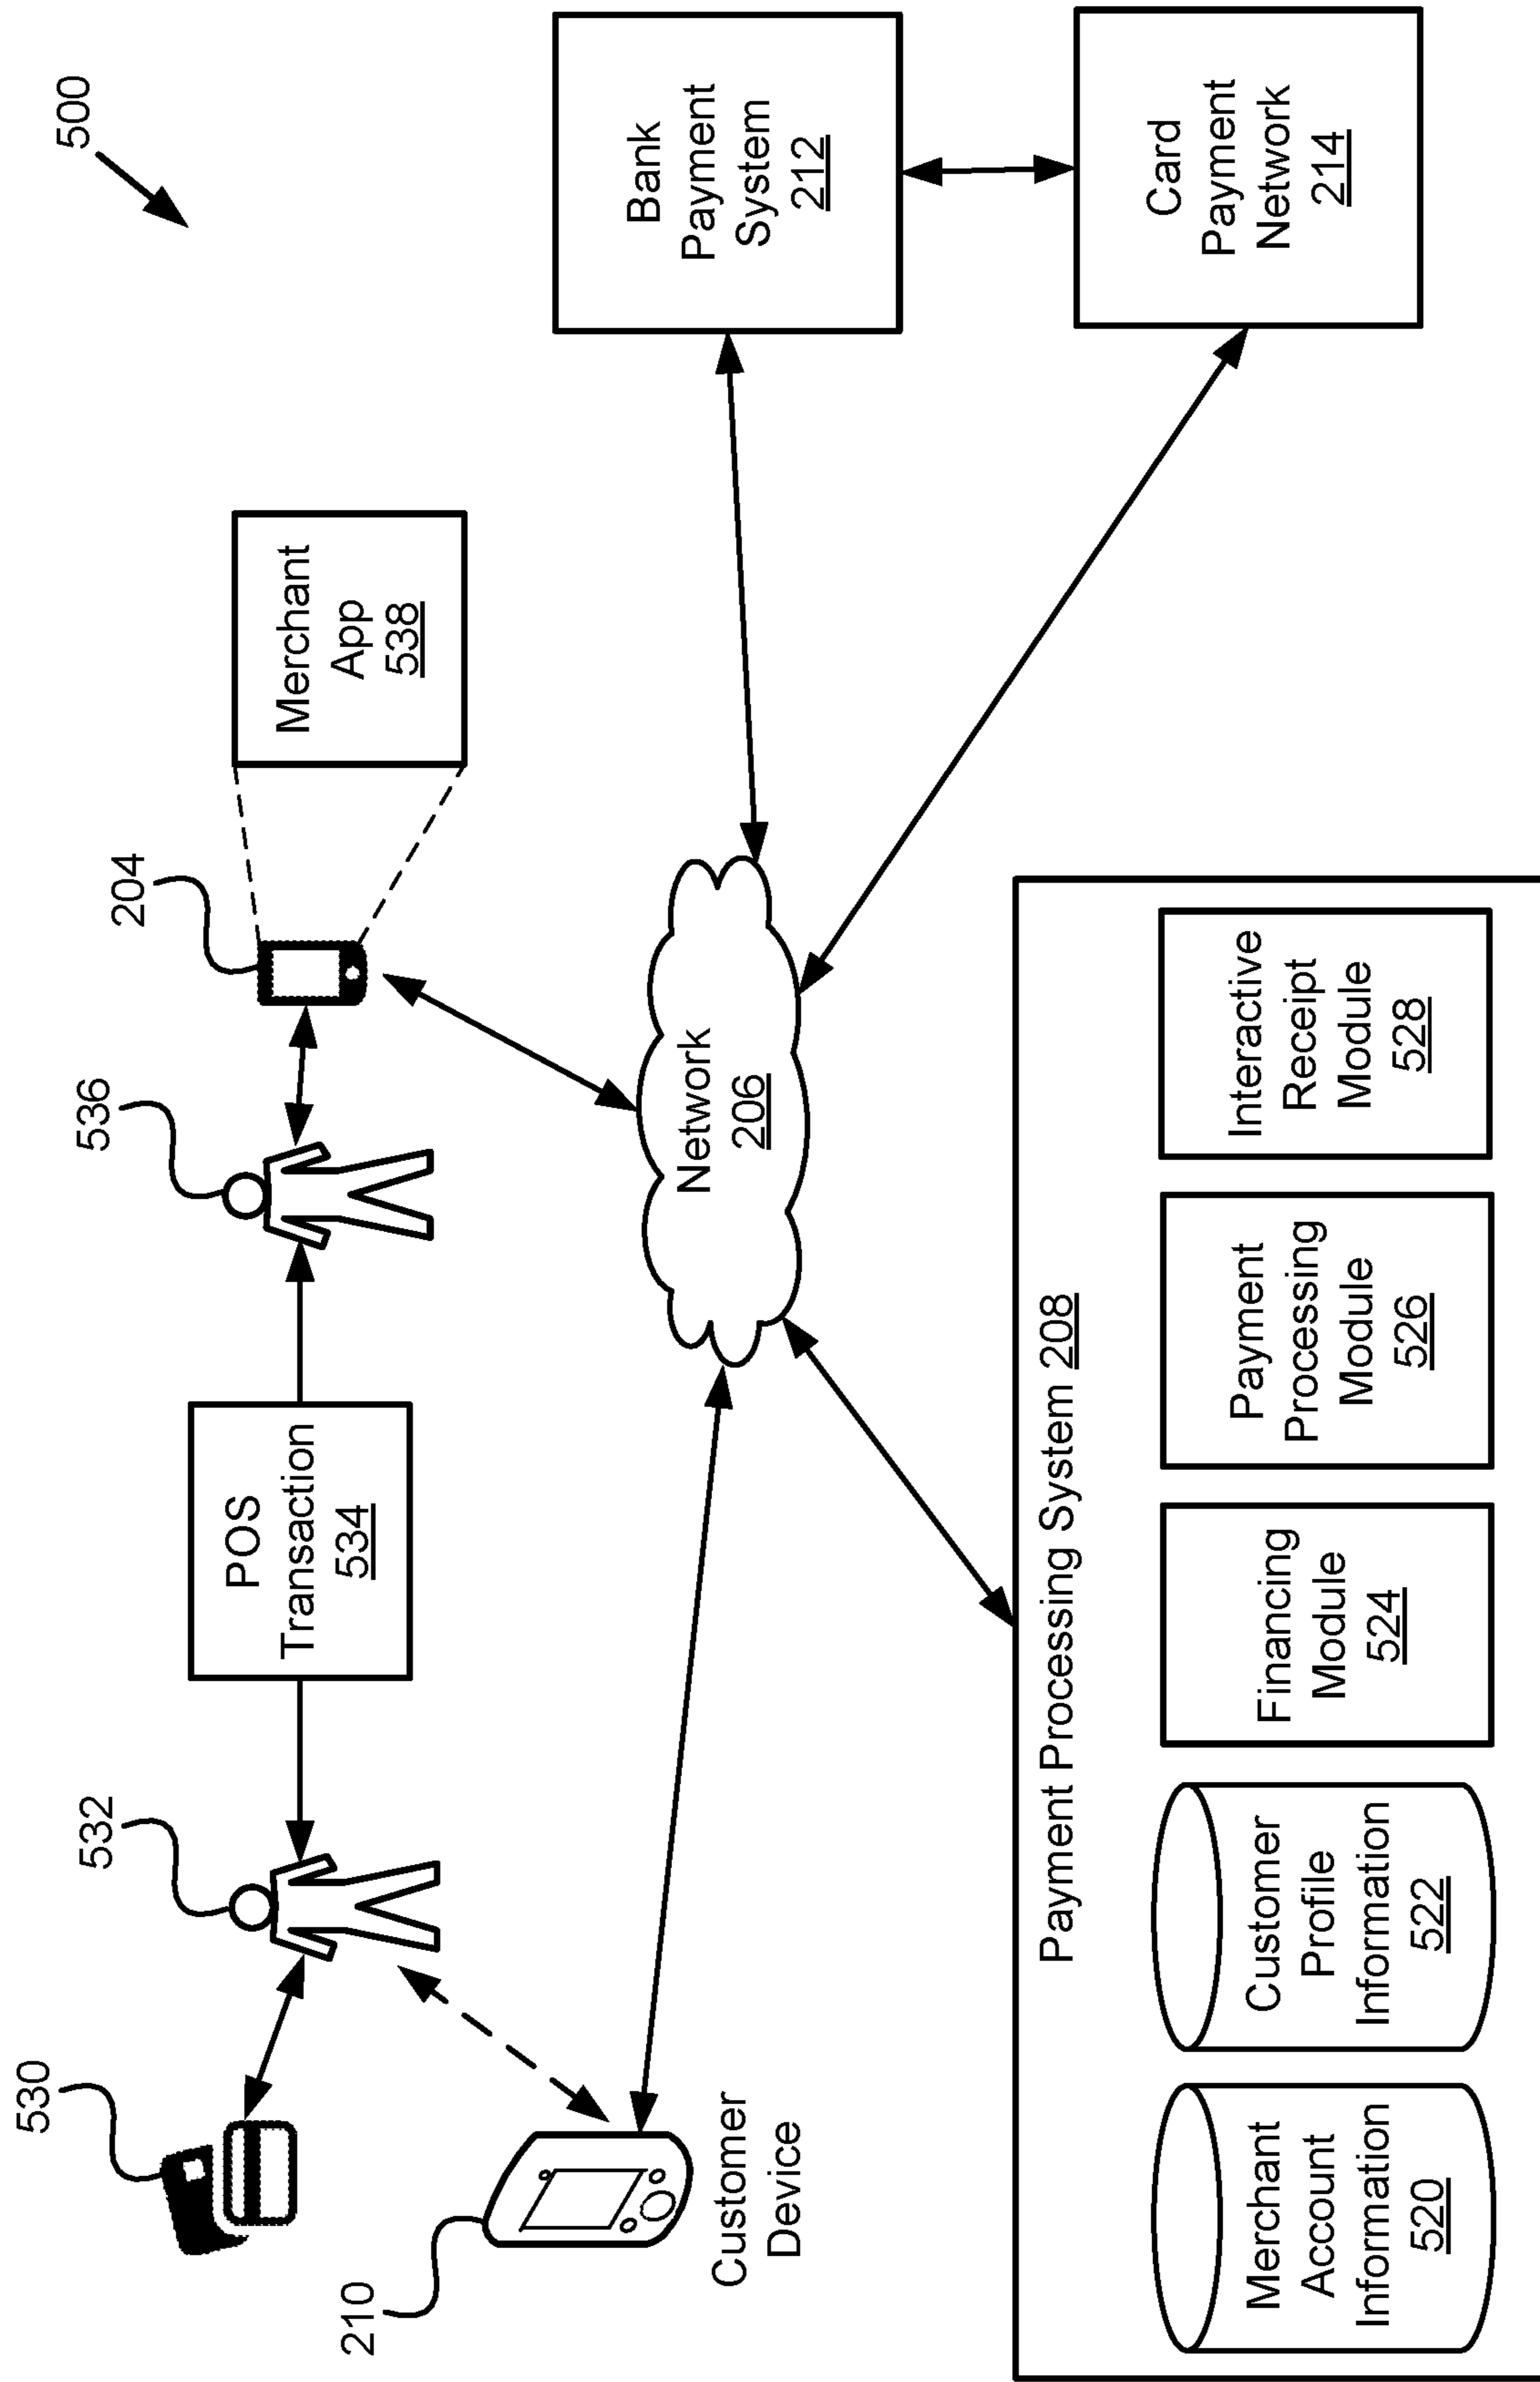 500
530
532
536
204
POS
Transaction
534
Merchant
App
538
210
Customer
Device
Network
206
Bank
Payment
System
212
Card
Payment
Network
214
Payment Processing System 208
Merchant
Account
Information
520
Customer
Profile
Information
522
Financing
Module
524
Payment
Processing
Module
526
Interactive
Receipt
Module
528